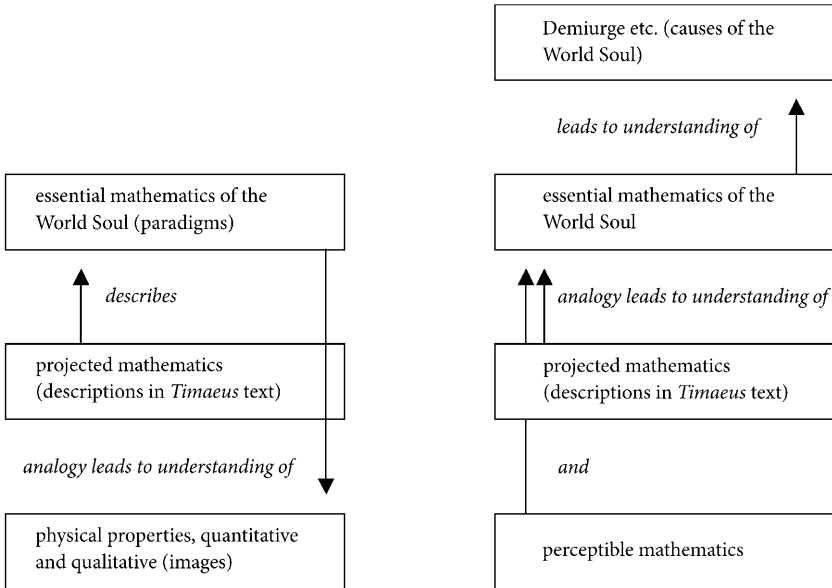 essential mathematics of the
World Soul (paradigms)
describes
projected mathematics
(descriptions in Timaeus text)
analogy leads to understanding of
physical properties, quantitative
and qualitative (images)
Demiurge etc. (causes of the
World Soul)
leads to understanding of
essential mathematics of the
World Soul
analogy leads to understanding of
projected mathematics
(descriptions in Timaeus text)
and
perceptible mathematics